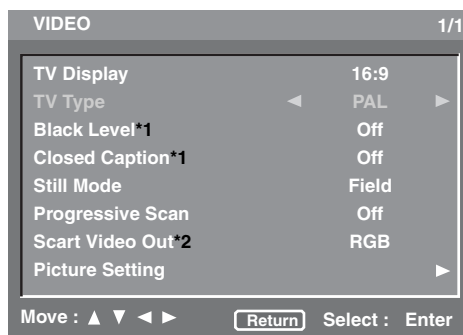 VIDEO 1/1
TV Display 16:9
TV Type ◄ PAL ►
Black Level*1 Off
Closed Caption*1 Off
Still Mode Field
Progressive Scan Off
Scart Video Out*2 RGB
Picture Setting ►
Move : ▲ ▼ ◄ ► Return Select : Enter